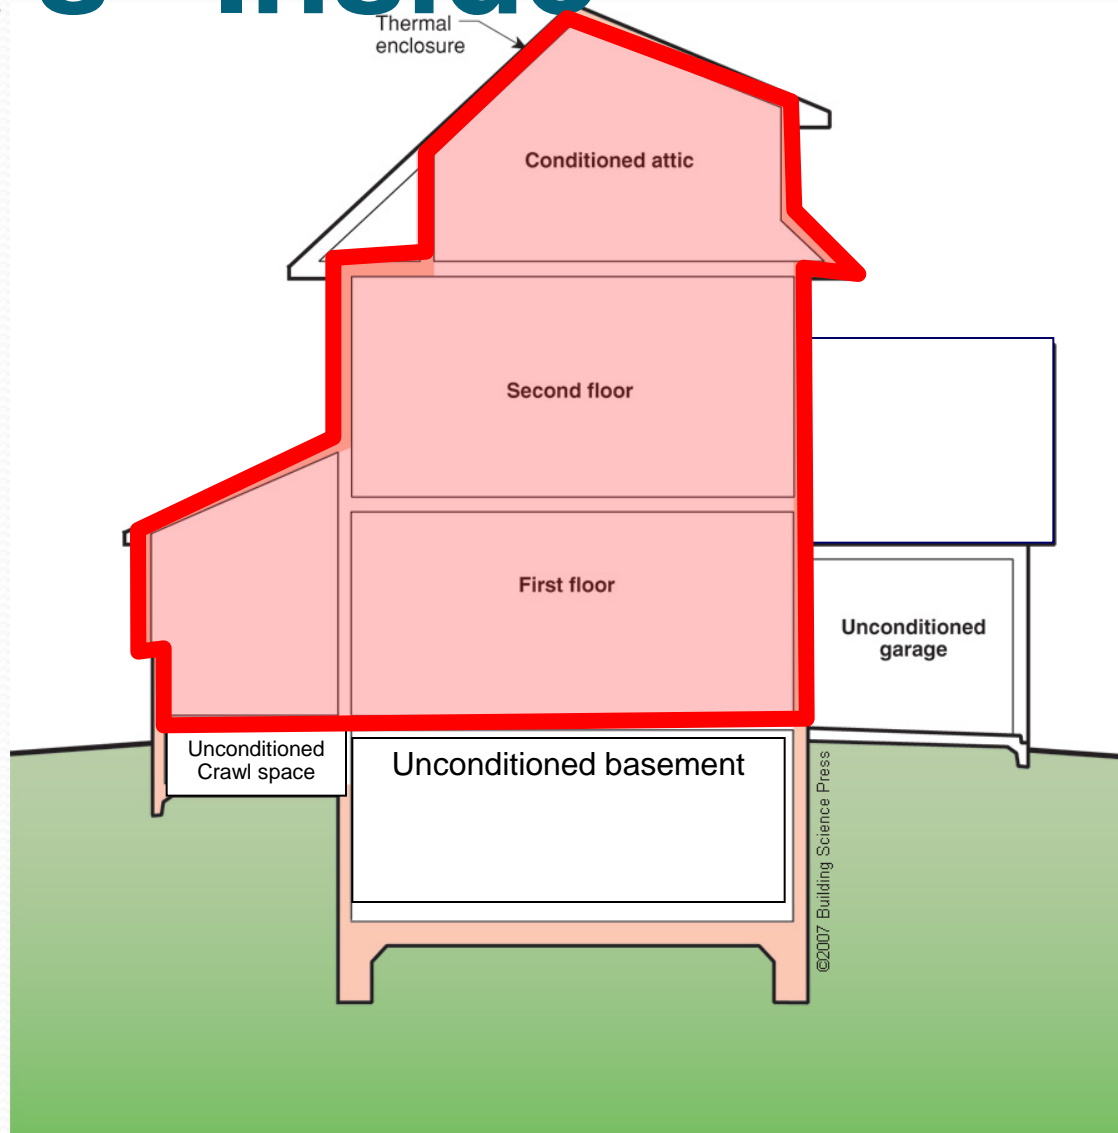 Thermal
enclosure
Conditioned attic
Second floor
First floor
Unconditioned
garage
Unconditioned
Crawl space
Unconditioned basement
©2007 Building Science Press